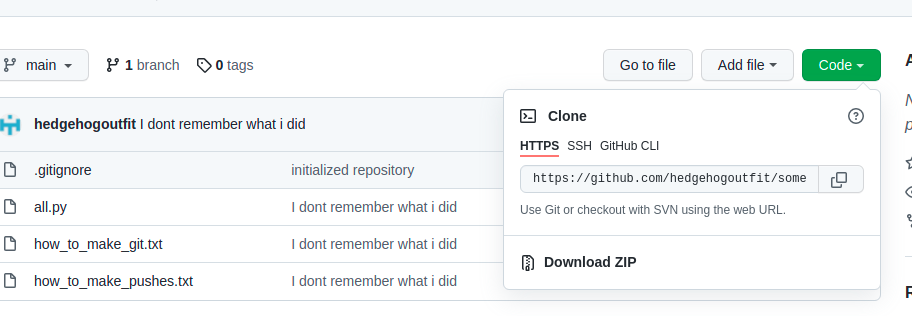 main 1 branch 0 tags Go to file Add file Code
hedgehogoutfit I dont remember what i did
Clone
HTTPS SSH GitHub CLI
.gitignore initialized repository
https://github.com/hedgehogoutfit/some
all.py I dont remember what i did
Use Git or checkout with SVN using the web URL.
how_to_make_git.txt I dont remember what i did
Download ZIP
how_to_make_pushes.txt I dont remember what i did